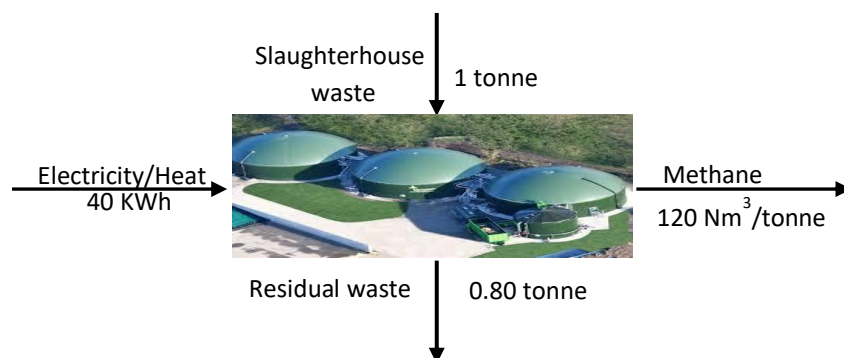 Slaughterhouse
waste
1 tonne
Electricity/Heat
40 KWh
Methane
120 Nm³/tonne
Residual waste
0.80 tonne